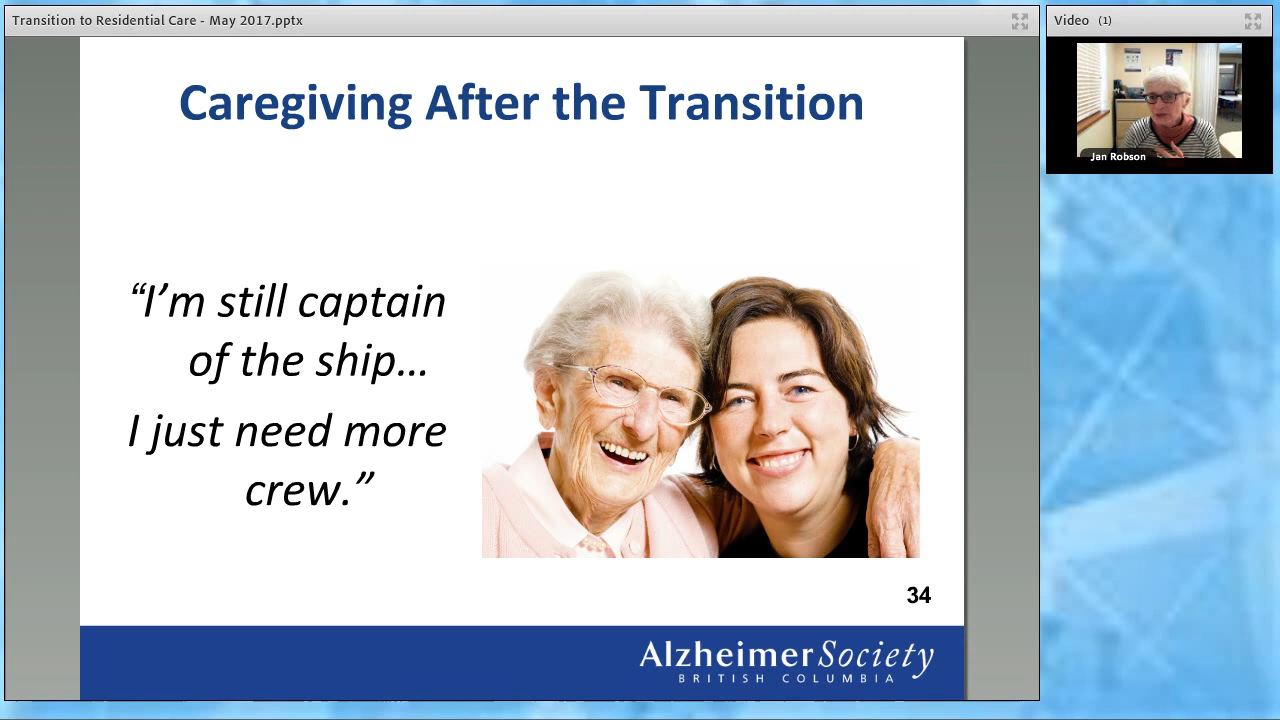 Transition to Residential Care - May 2017.pptx
Video (1)
Jan Robson
Caregiving After the Transition
“I’m still captain
of the ship…
I just need more
crew.”
34
Alzheimer Society
BRITISH COLUMBIA